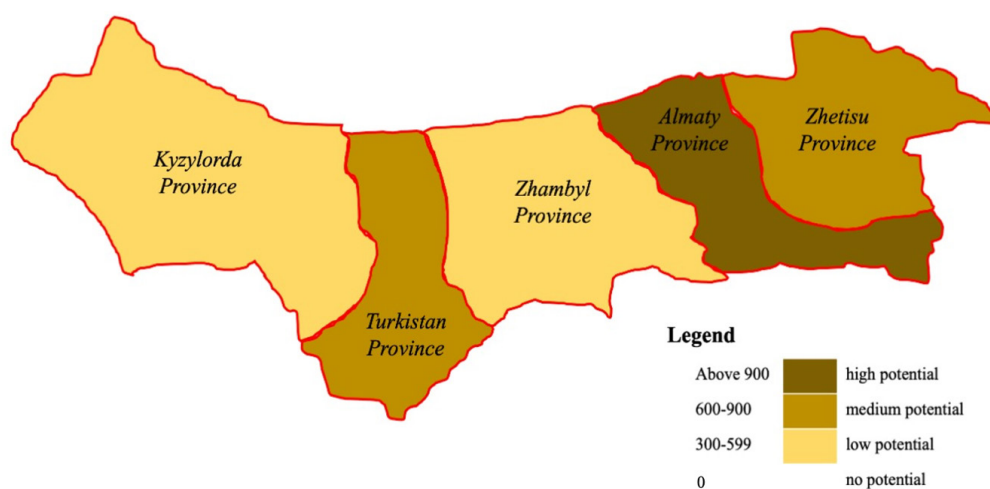 Kyzylorda
Province
Turkistan
Province
Zhambyl
Province
Almaty
Province
Zhetisu
Province
Legend
Above 900 high potential
600-900 medium potential
300-599 low potential
0 no potential